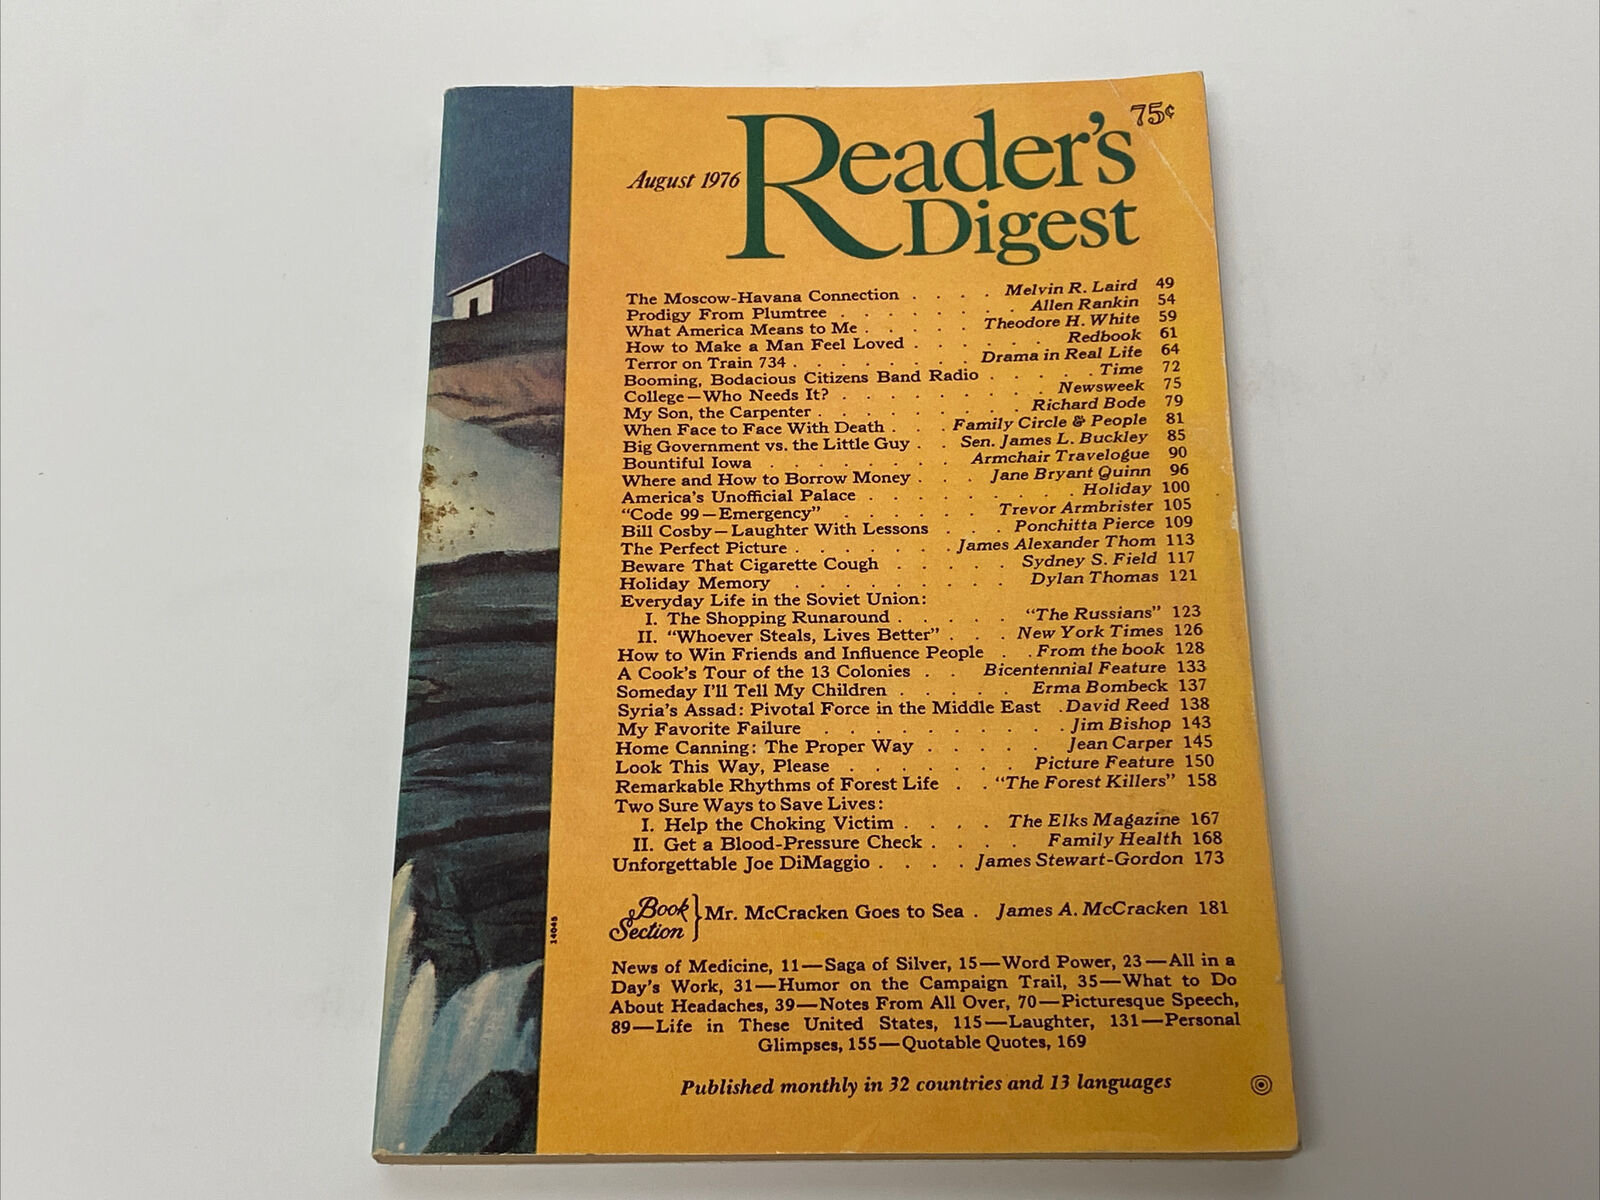 75¢
August 1976
Reader's
Digest
The Moscow-Havana Connection . . . . Melvin R. Laird 49
Prodigy From Plumtree . . . . . . . . Allen Rankin 54
What America Means to Me . . . . . Theodore H. White 59
How to Make a Man Feel Loved . . . . . . Redbook 61
Terror on Train 734 . . . . . . . . Drama in Real Life 64
Booming, Bodacious Citizens Band Radio . . . . . Time 72
College—Who Needs It? . . . . . . . . . Newsweek 75
My Son, the Carpenter . . . . . . . . . Richard Bode 79
When Face to Face With Death . . . Family Circle & People 81
Big Government vs. the Little Guy . . Sen. James L. Buckley 85
Bountiful Iowa . . . . . . . . Armchair Travelogue 90
Where and How to Borrow Money . . . Jane Bryant Quinn 96
America's Unofficial Palace . . . . . . . . . Holiday 100
"Code 99—Emergency" . . . . . . Trevor Armbrister 105
Bill Cosby—Laughter With Lessons . . . Ponchitta Pierce 109
The Perfect Picture . . . . . . . James Alexander Thom 113
Beware That Cigarette Cough . . . . . Sydney S. Field 117
Holiday Memory . . . . . . . . . Dylan Thomas 121
Everyday Life in the Soviet Union:
I. The Shopping Runaround . . . . . "The Russians" 123
II. "Whoever Steals, Lives Better" . . . New York Times 126
How to Win Friends and Influence People . . From the book 128
A Cook's Tour of the 13 Colonies . . Bicentennial Feature 133
Someday I'll Tell My Children . . . . . Erma Bombeck 137
Syria's Assad: Pivotal Force in the Middle East . David Reed 138
My Favorite Failure . . . . . . . . . . Jim Bishop 143
Home Canning: The Proper Way . . . . . Jean Carper 145
Look This Way, Please . . . . . . . Picture Feature 150
Remarkable Rhythms of Forest Life . . "The Forest Killers" 158
Two Sure Ways to Save Lives:
I. Help the Choking Victim . . . . The Elks Magazine 167
II. Get a Blood-Pressure Check . . . . Family Health 168
Unforgettable Joe DiMaggio . . . . James Stewart-Gordon 173
Book Section } Mr. McCracken Goes to Sea . James A. McCracken 181
14045
News of Medicine, 11—Saga of Silver, 15—Word Power, 23—All in a
Day's Work, 31—Humor on the Campaign Trail, 35—What to Do
About Headaches, 39—Notes From All Over, 70—Picturesque Speech,
89—Life in These United States, 115—Laughter, 131—Personal
Glimpses, 155—Quotable Quotes, 169
Published monthly in 32 countries and 13 languages